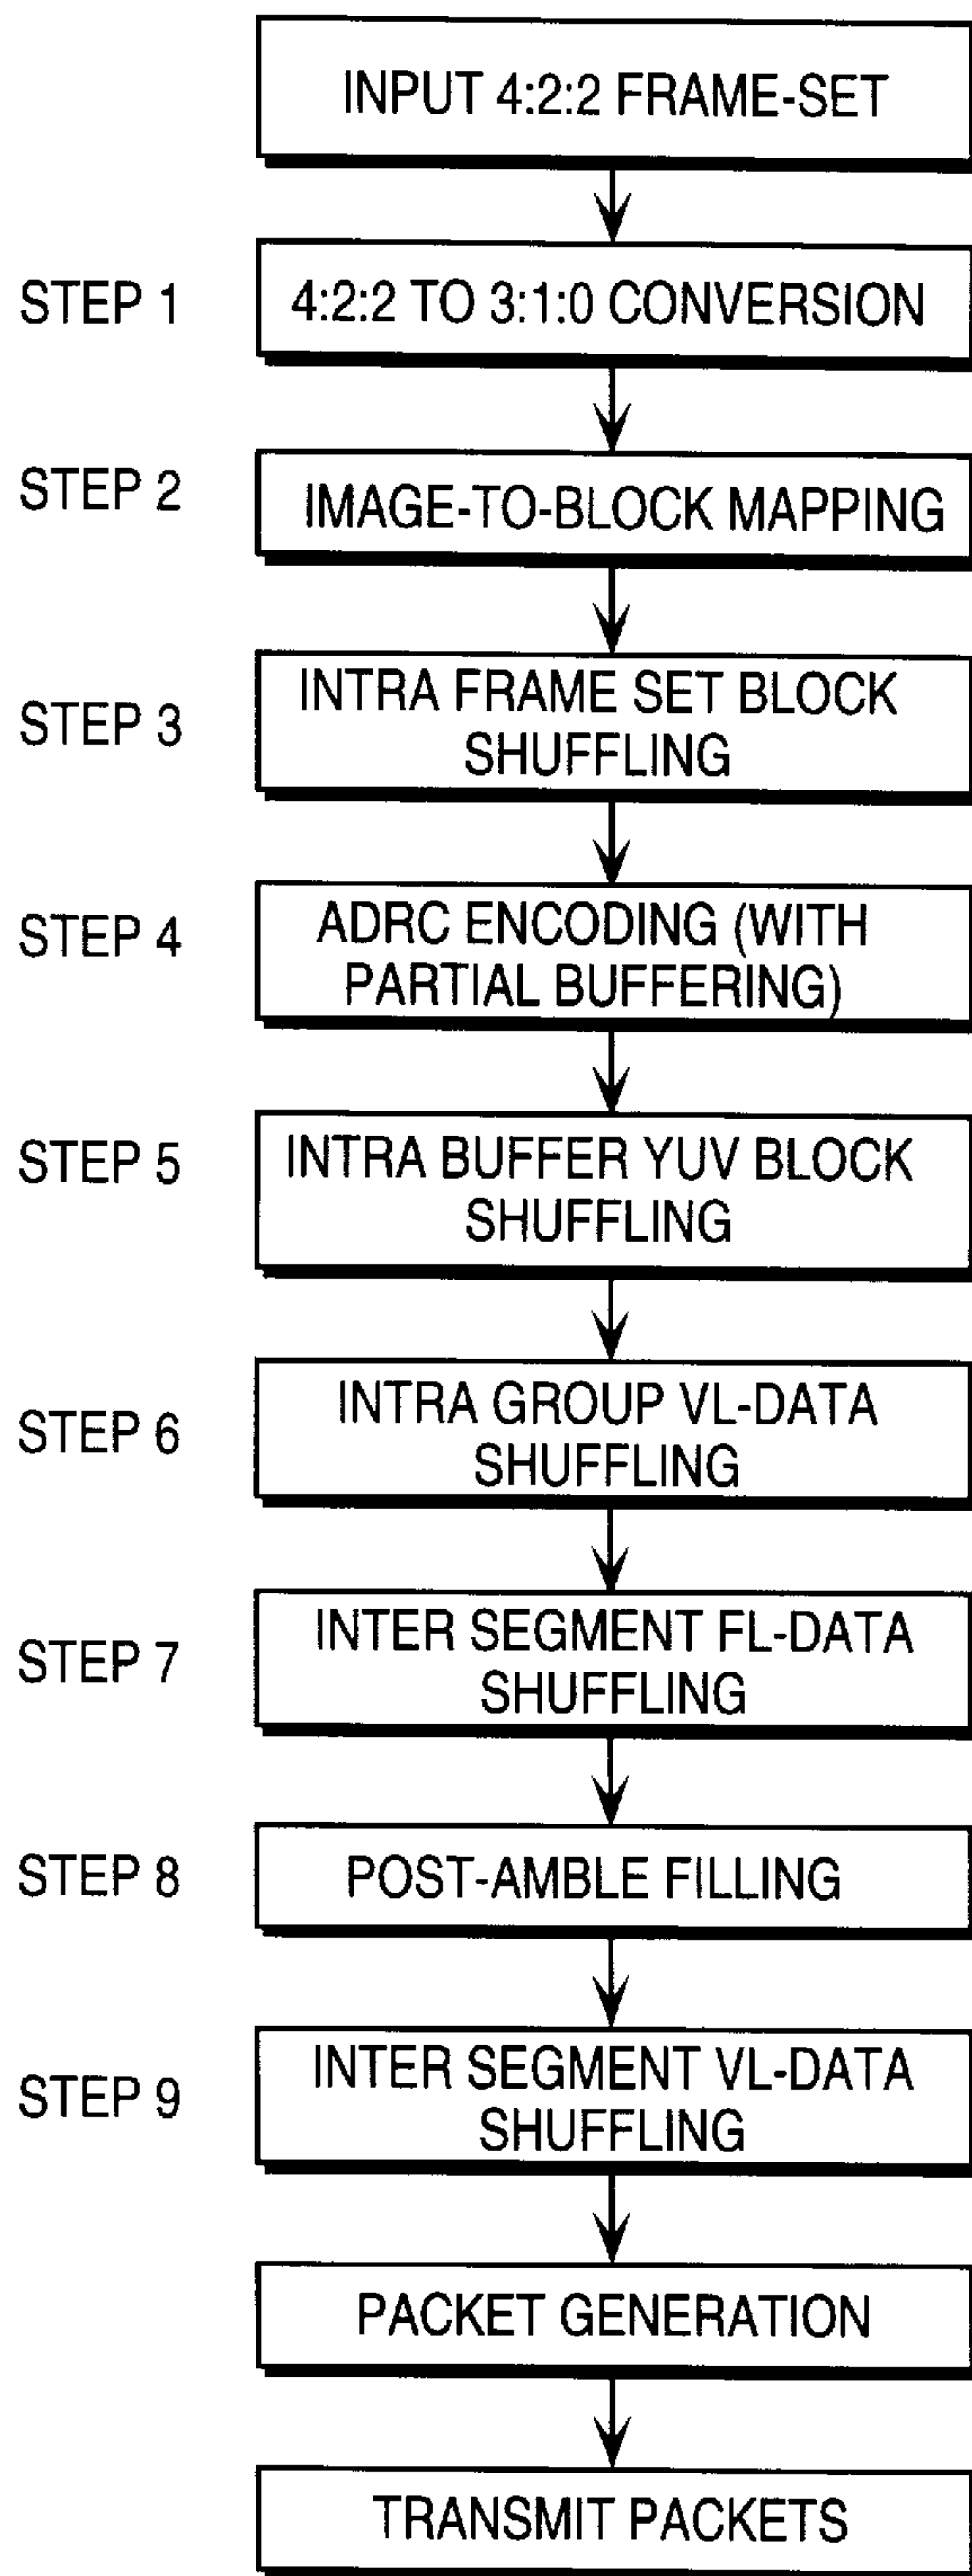 INPUT 4:2:2 FRAME-SET
STEP 1
4:2:2 TO 3:1:0 CONVERSION
STEP 2
IMAGE-TO-BLOCK MAPPING
STEP 3
INTRA FRAME SET BLOCK
SHUFFLING
STEP 4
ADRC ENCODING (WITH
PARTIAL BUFFERING)
STEP 5
INTRA BUFFER YUV BLOCK
SHUFFLING
STEP 6
INTRA GROUP VL-DATA
SHUFFLING
STEP 7
INTER SEGMENT FL-DATA
SHUFFLING
STEP 8
POST-AMBLE FILLING
STEP 9
INTER SEGMENT VL-DATA
SHUFFLING
PACKET GENERATION
TRANSMIT PACKETS